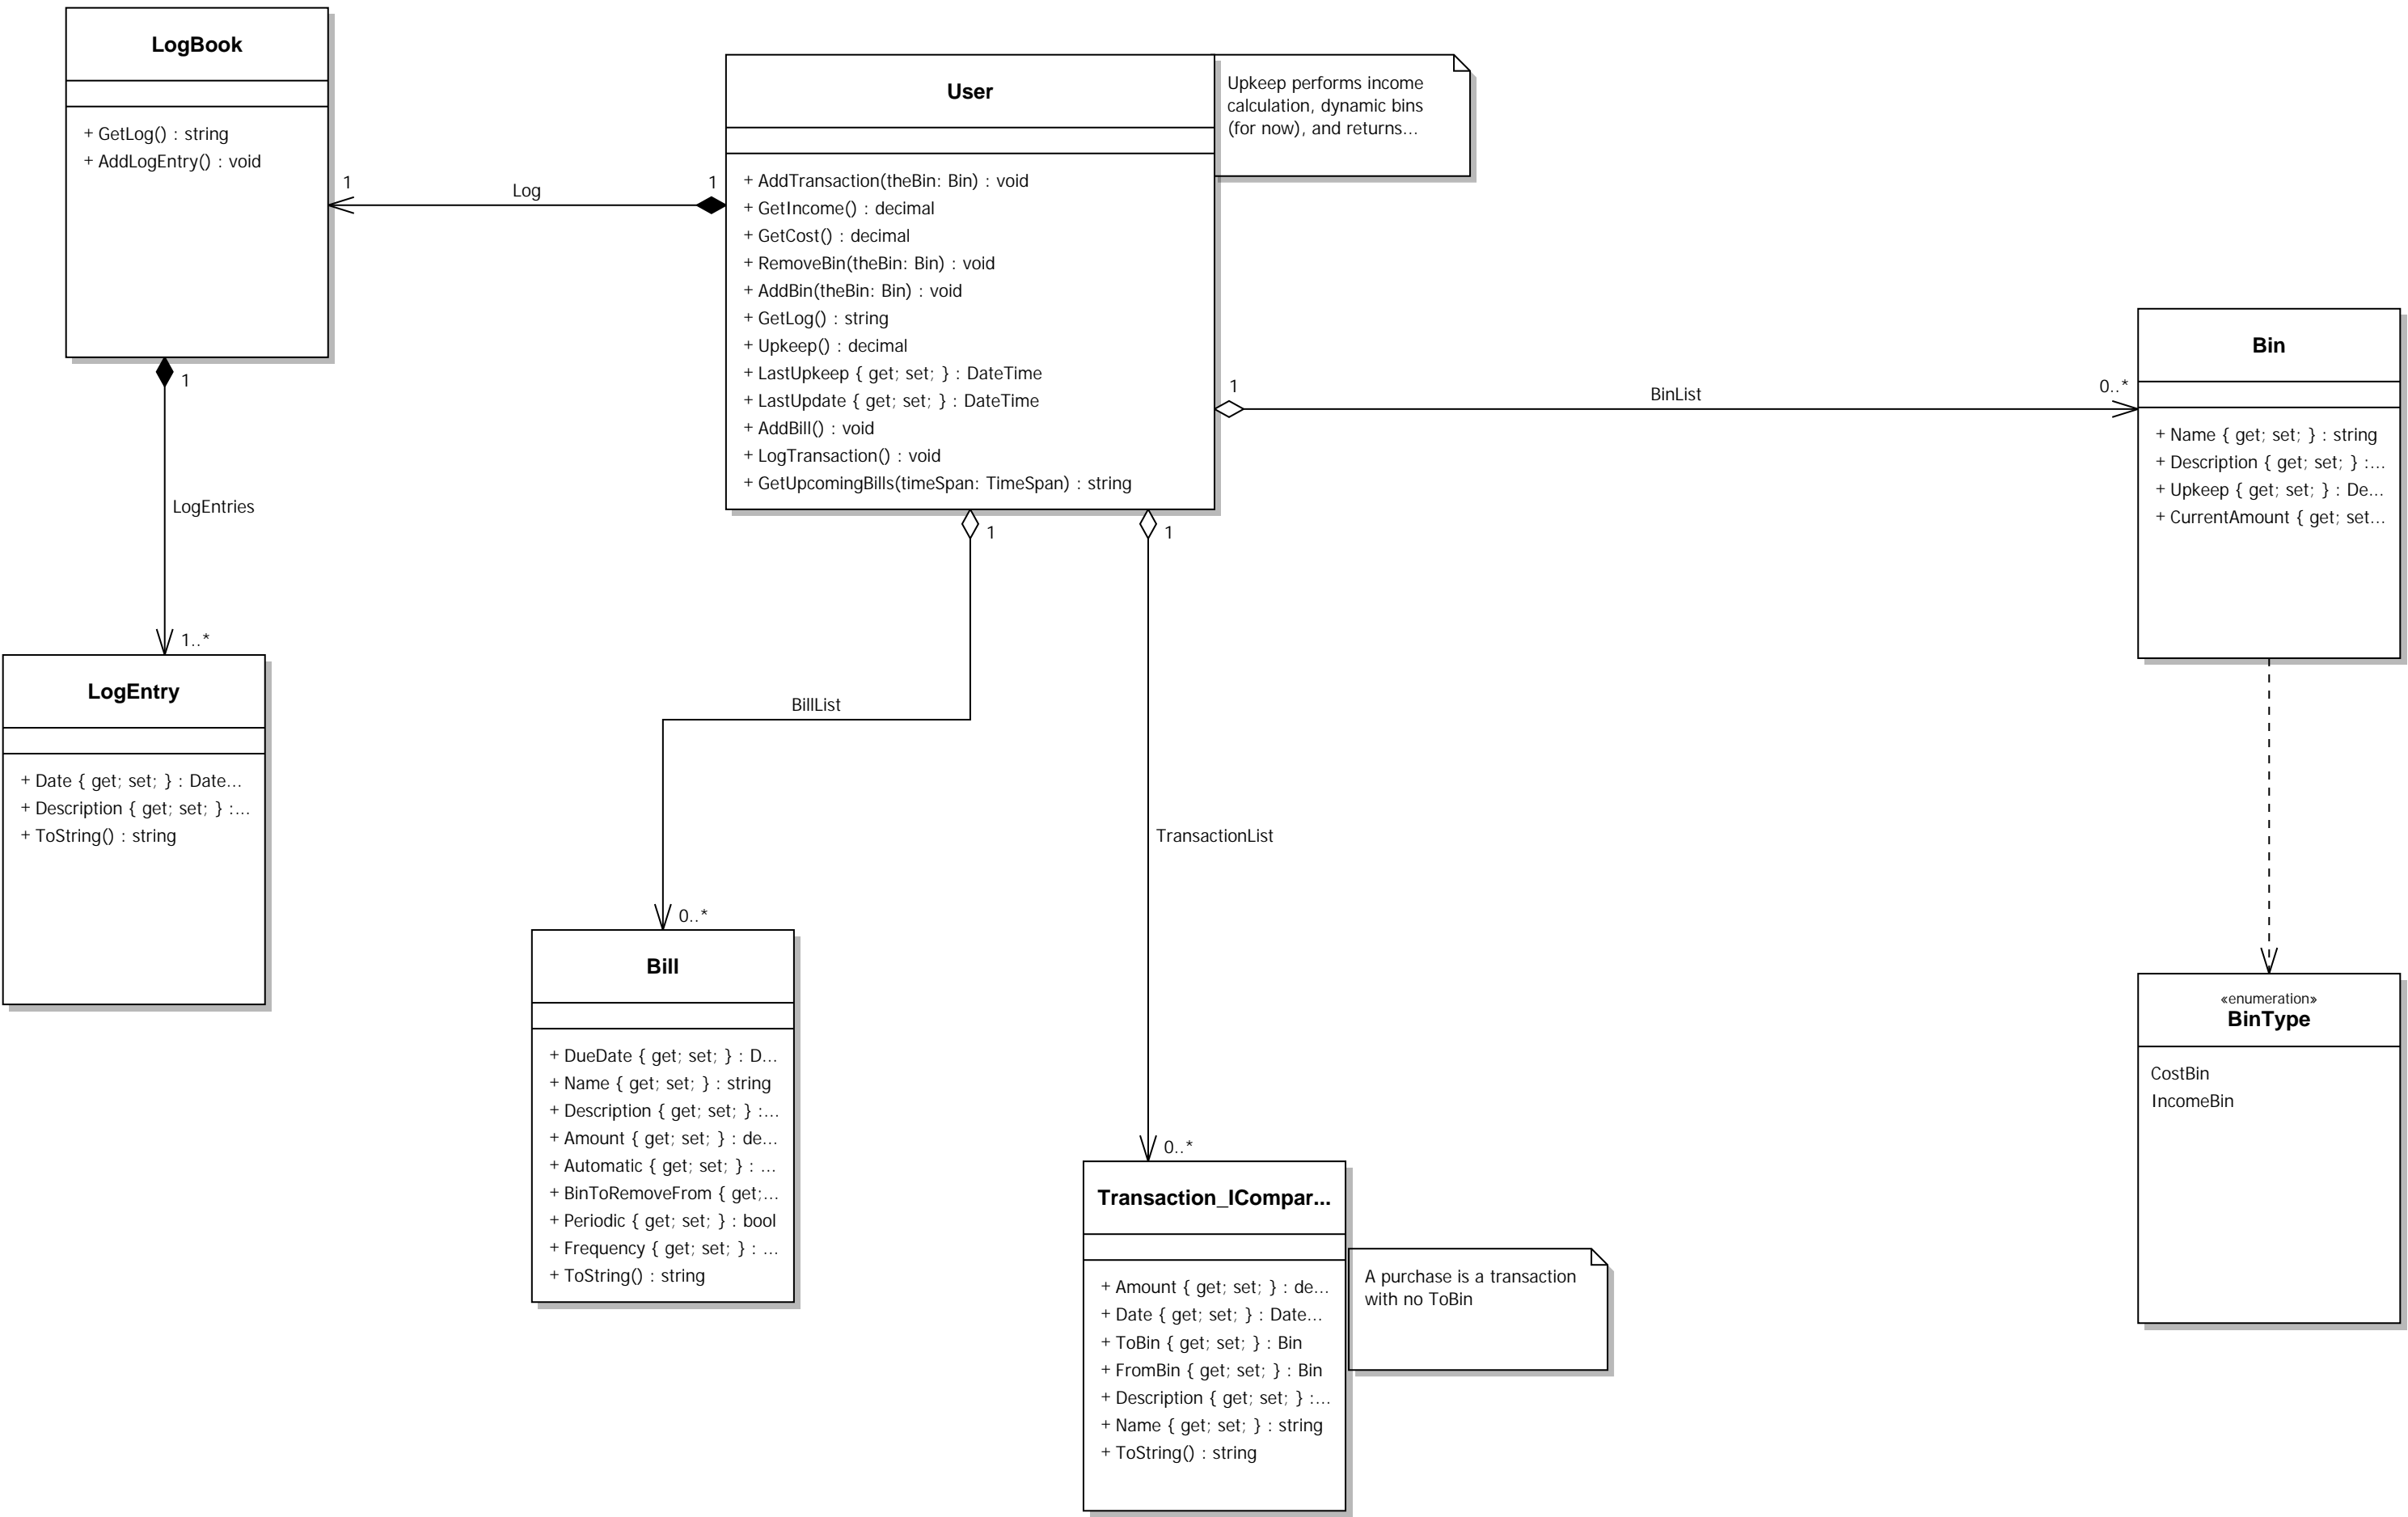 LogBook
+ GetLog() : string
+ AddLogEntry() : void
1
Log
1
User
+ AddTransaction(theBin: Bin) : void
+ GetIncome() : decimal
+ GetCost() : decimal
+ RemoveBin(theBin: Bin) : void
+ AddBin(theBin: Bin) : void
+ GetLog() : string
+ Upkeep() : decimal
+ LastUpkeep { get; set; } : DateTime
+ LastUpdate { get; set; } : DateTime
+ AddBill() : void
+ LogTransaction() : void
+ GetUpcomingBills(timeSpan: TimeSpan) : string
Upkeep performs income
calculation, dynamic bins
(for now), and returns...
1
BinList
0..*
Bin
+ Name { get; set; } : string
+ Description { get; set; } :...
+ Upkeep { get; set; } : De...
+ CurrentAmount { get; set...
1
LogEntries
1..*
LogEntry
+ Date { get; set; } : Date...
+ Description { get; set; } :...
+ ToString() : string
1
BillList
0..*
Bill
+ DueDate { get; set; } : D...
+ Name { get; set; } : string
+ Description { get; set; } :...
+ Amount { get; set; } : de...
+ Automatic { get; set; } : ...
+ BinToRemoveFrom { get;...
+ Periodic { get; set; } : bool
+ Frequency { get; set; } : ...
+ ToString() : string
1
TransactionList
0..*
Transaction_ICompar...
+ Amount { get; set; } : de...
+ Date { get; set; } : Date...
+ ToBin { get; set; } : Bin
+ FromBin { get; set; } : Bin
+ Description { get; set; } :...
+ Name { get; set; } : string
+ ToString() : string
A purchase is a transaction
with no ToBin
«enumeration»
BinType
CostBin
IncomeBin